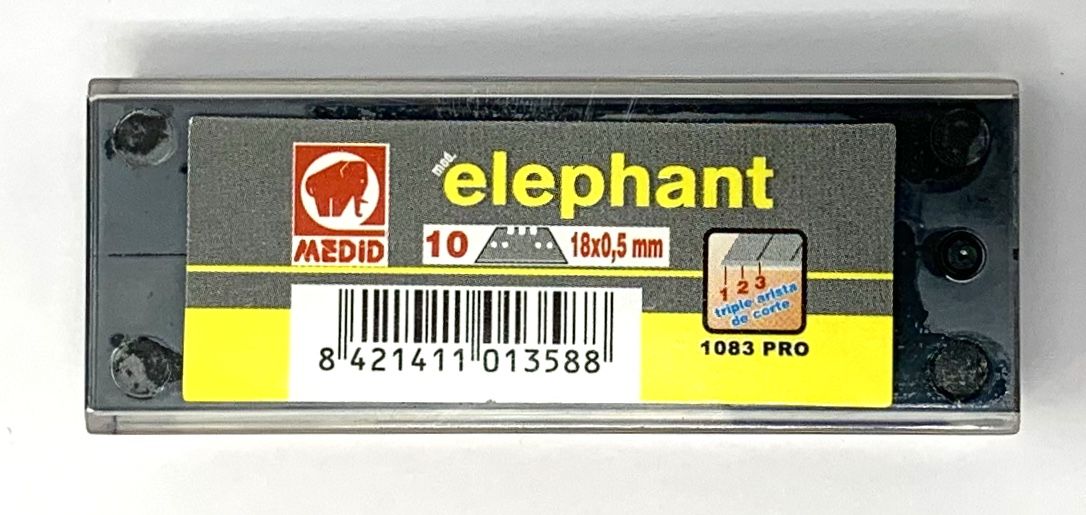 mod.
elephant
MEDID
10
18x0,5 mm
1 2 3
triple arista
de corte
1083 PRO
8 421411 013588